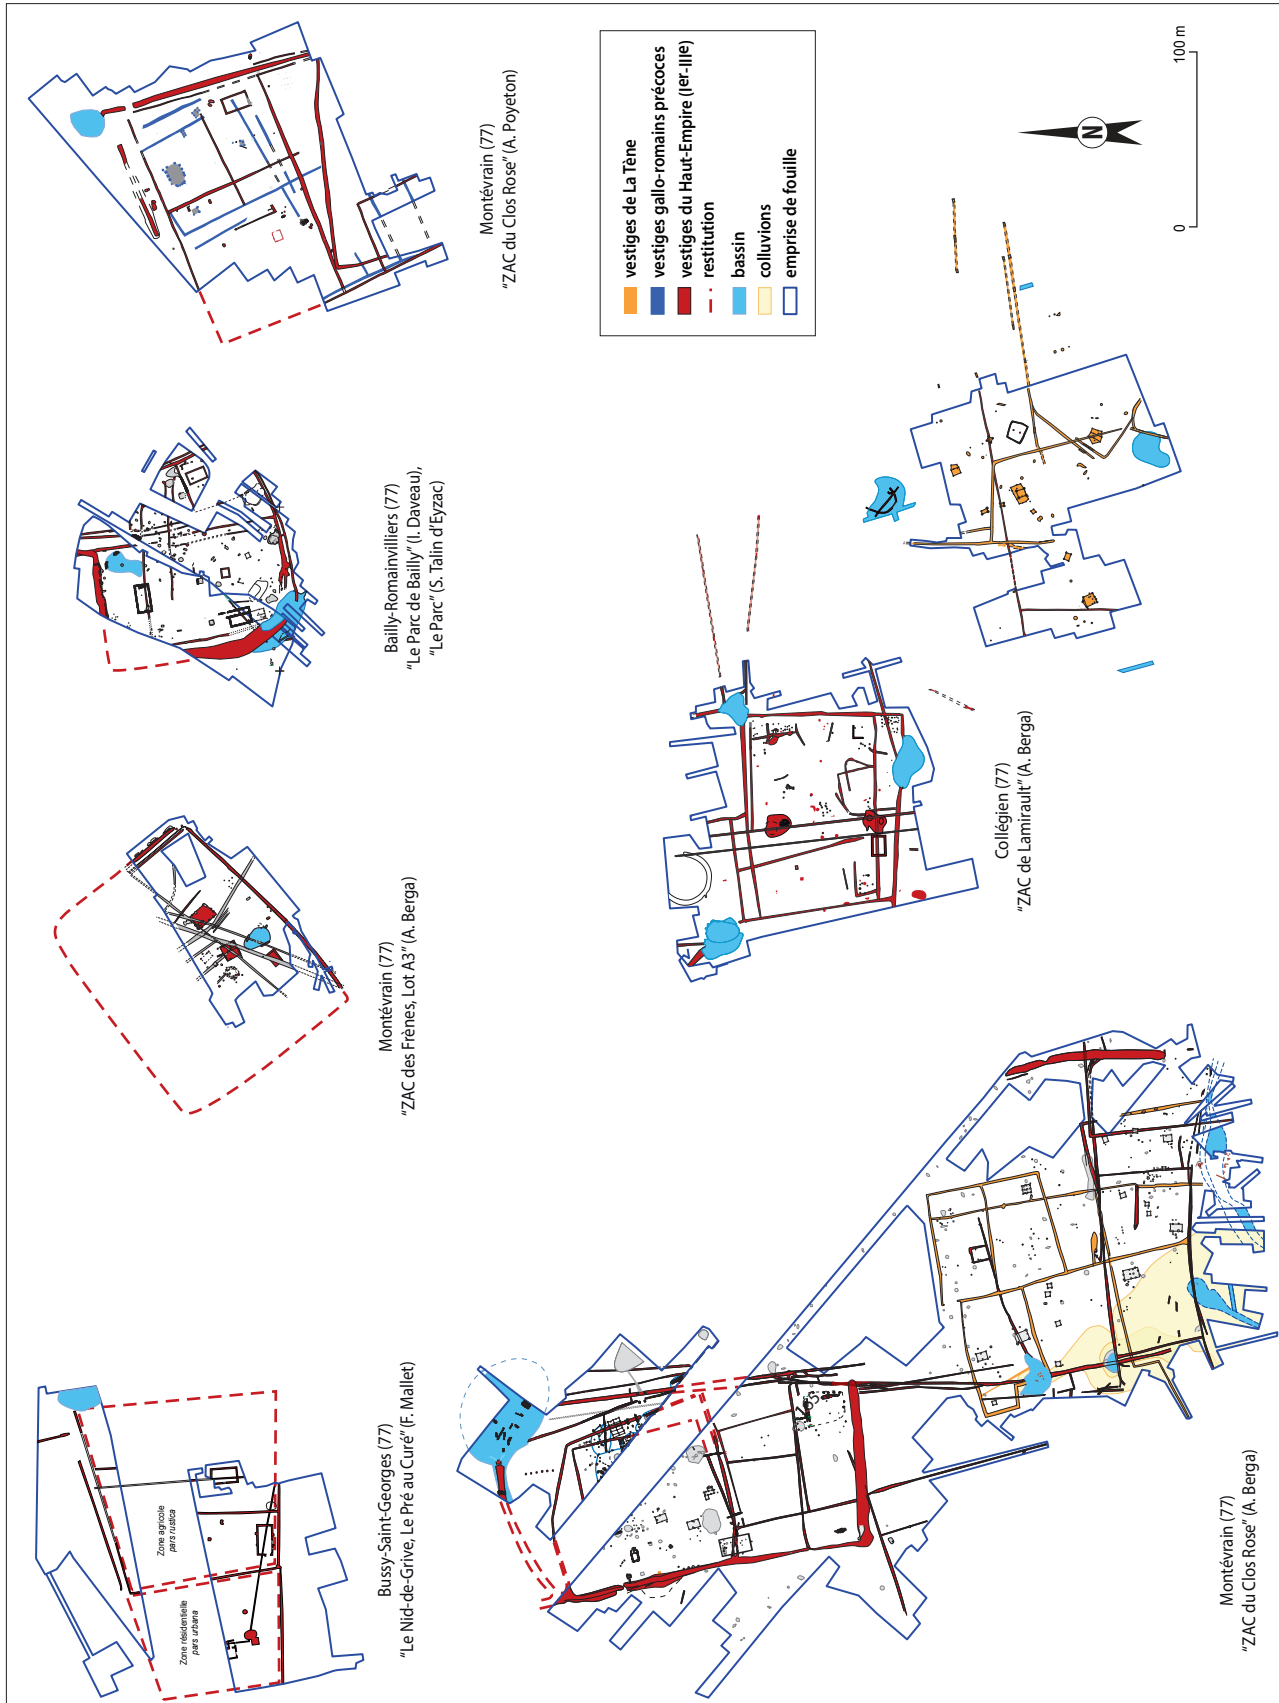 Bussy-Saint-Georges (77)
“Le Nid-de-Grive, Le Pré au Curé” (F. Mallet)
Zone résidentielle
pars urbana
Zone agricole
pars rustica
Montévrain (77)
“ZAC des Frènes, Lot A3” (A. Berga)
Bailly-Romainvilliers (77)
“Le Parc de Bailly” (I. Daveau),
“Le Parc” (S. Talin d’Eyzac)
Montévrain (77)
“ZAC du Clos Rose” (A. Poyeton)
Montévrain (77)
“ZAC du Clos Rose” (A. Berga)
Collégien (77)
“ZAC de Lamirault” (A. Berga)
vestiges de La Tène
vestiges gallo-romains précoces
vestiges du Haut-Empire (Ier-IIIe)
restitution
bassin
colluvions
emprise de fouille
N
0 100 m